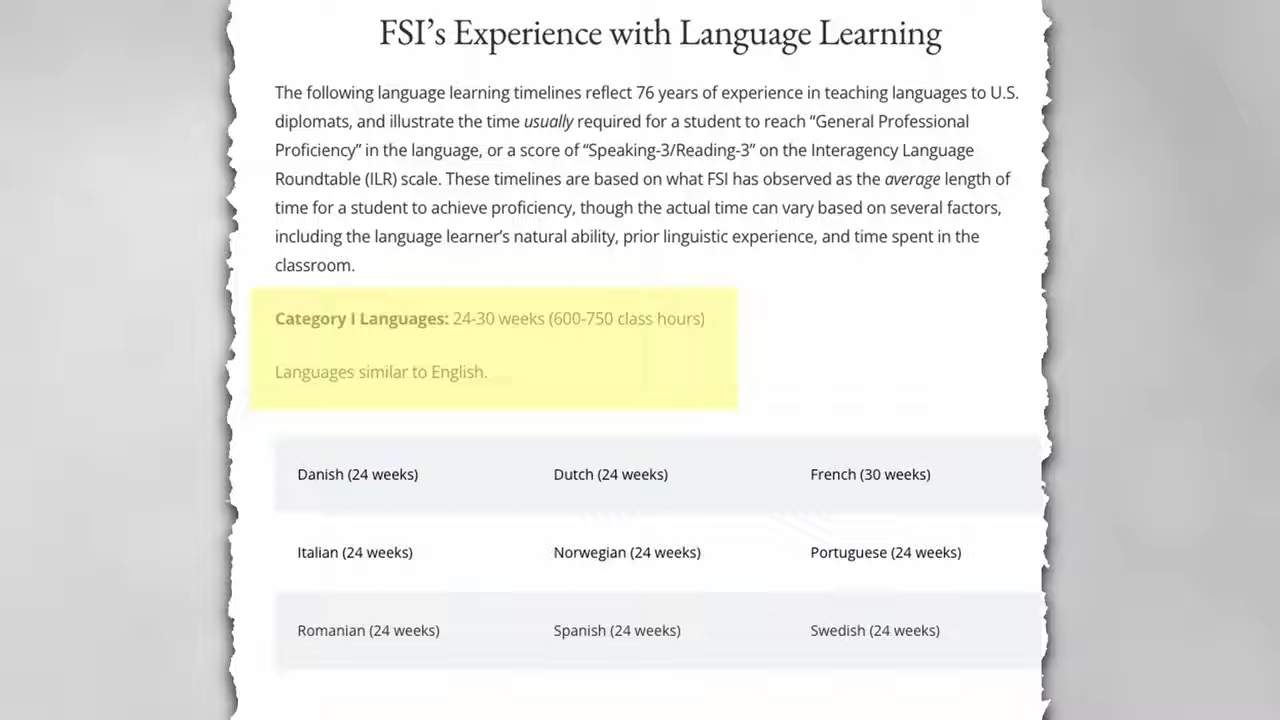 FSI’s Experience with Language Learning
The following language learning timelines reflect 76 years of experience in teaching languages to U.S.
diplomats, and illustrate the time usually required for a student to reach “General Professional
Proficiency” in the language, or a score of “Speaking-3/Reading-3” on the Interagency Language
Roundtable (ILR) scale. These timelines are based on what FSI has observed as the average length of
time for a student to achieve proficiency, though the actual time can vary based on several factors,
including the language learner’s natural ability, prior linguistic experience, and time spent in the
classroom.
Category I Languages: 24-30 weeks (600-750 class hours)
Languages similar to English.
Danish (24 weeks) Dutch (24 weeks) French (30 weeks)
Italian (24 weeks) Norwegian (24 weeks) Portuguese (24 weeks)
Romanian (24 weeks) Spanish (24 weeks) Swedish (24 weeks)